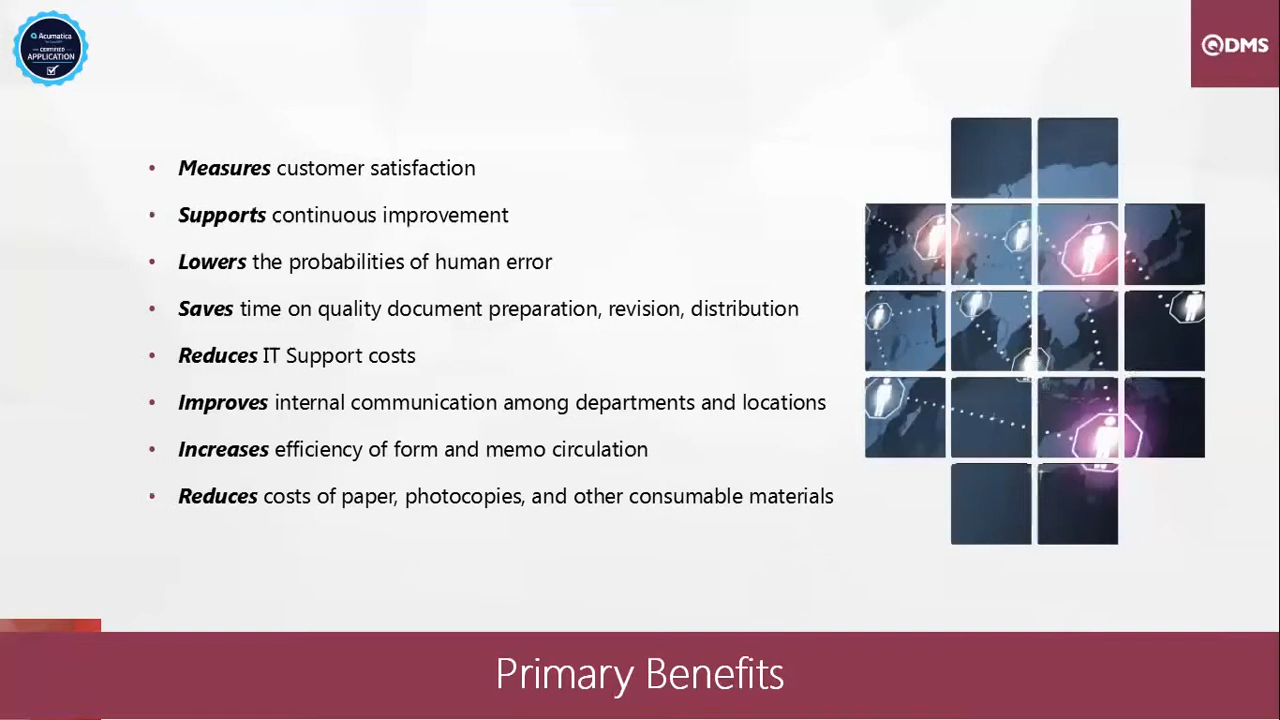 Acumatica
CERTIFIED
APPLICATION
QDMS
Measures customer satisfaction
Supports continuous improvement
Lowers the probabilities of human error
Saves time on quality document preparation, revision, distribution
Reduces IT Support costs
Improves internal communication among departments and locations
Increases efficiency of form and memo circulation
Reduces costs of paper, photocopies, and other consumable materials
Primary Benefits